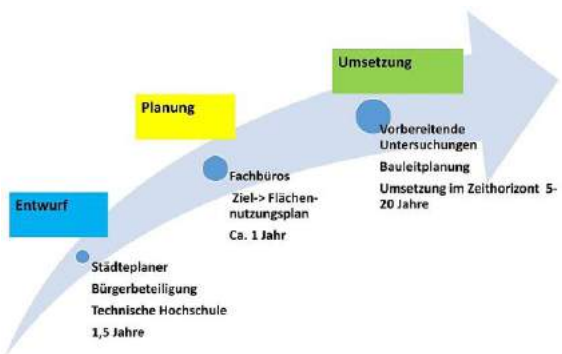 Umsetzung
Planung
Entwurf
Vorbereitende
Untersuchungen
Bauleitplanung
Umsetzung im Zeithorizont 5-
20 Jahre
Fachbüros
Ziel-> Flächen-
nutzungsplan
Ca. 1 Jahr
Städteplaner
Bürgerbeteiligung
Technische Hochschule
1,5 Jahre